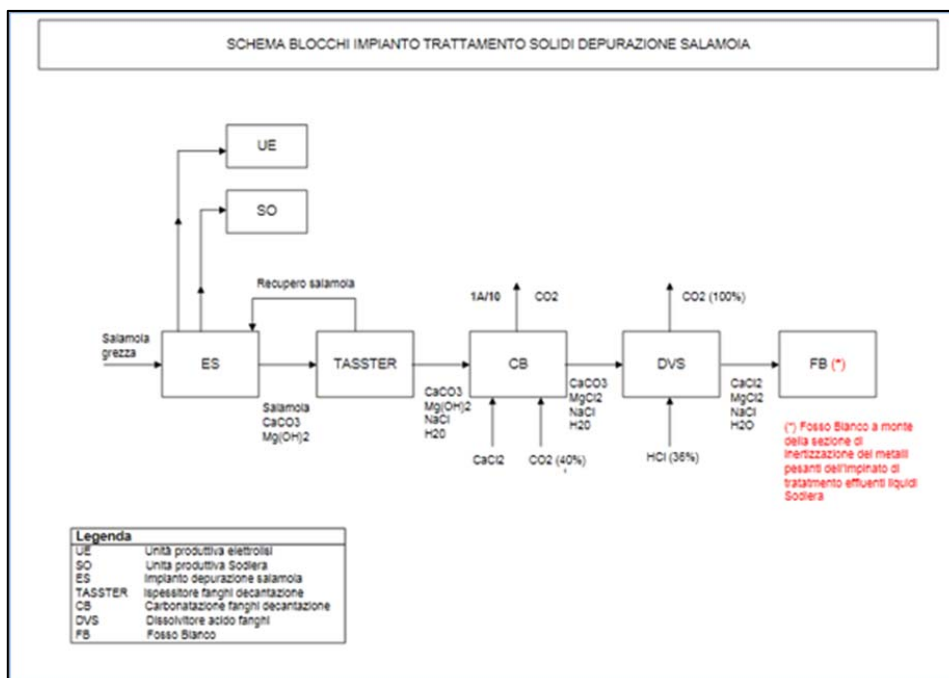 SCHEMA BLOCCHI IMPIANTO TRATTAMENTO SOLIDI DEPURAZIONE SALAMOIA
UE
SO
Recupero salamoia
1A/10
CO2
CO2 (100%)
Salamoia
grezza
ES
TASSTER
CB
DVS
FB (*)
Salamoia
CaCO3
Mg(OH)2
CaCO3
Mg(OH)2
NaCl
H20
CaCO3
MgCl2
NaCl
H20
CaCl2
MgCl2
NaCl
H2O
CaCl2
CO2 (40%)
HCl (36%)
(*) Fosso Bianco a monte
della sezione di
inertizzazione dei metalli
pesanti dell'impinato di
tratatmento effluenti liquidi
Sodiera
Legenda
UE Unità produttiva elettrolisi
SO Unità produttiva Sodiera
ES Impianto depurazione salamoia
TASSTER Ispessitore fanghi decantazione
CB Carbonatazione fanghi decantazione
DVS Dissolvitore acido fanghi
FB Fosso Bianco